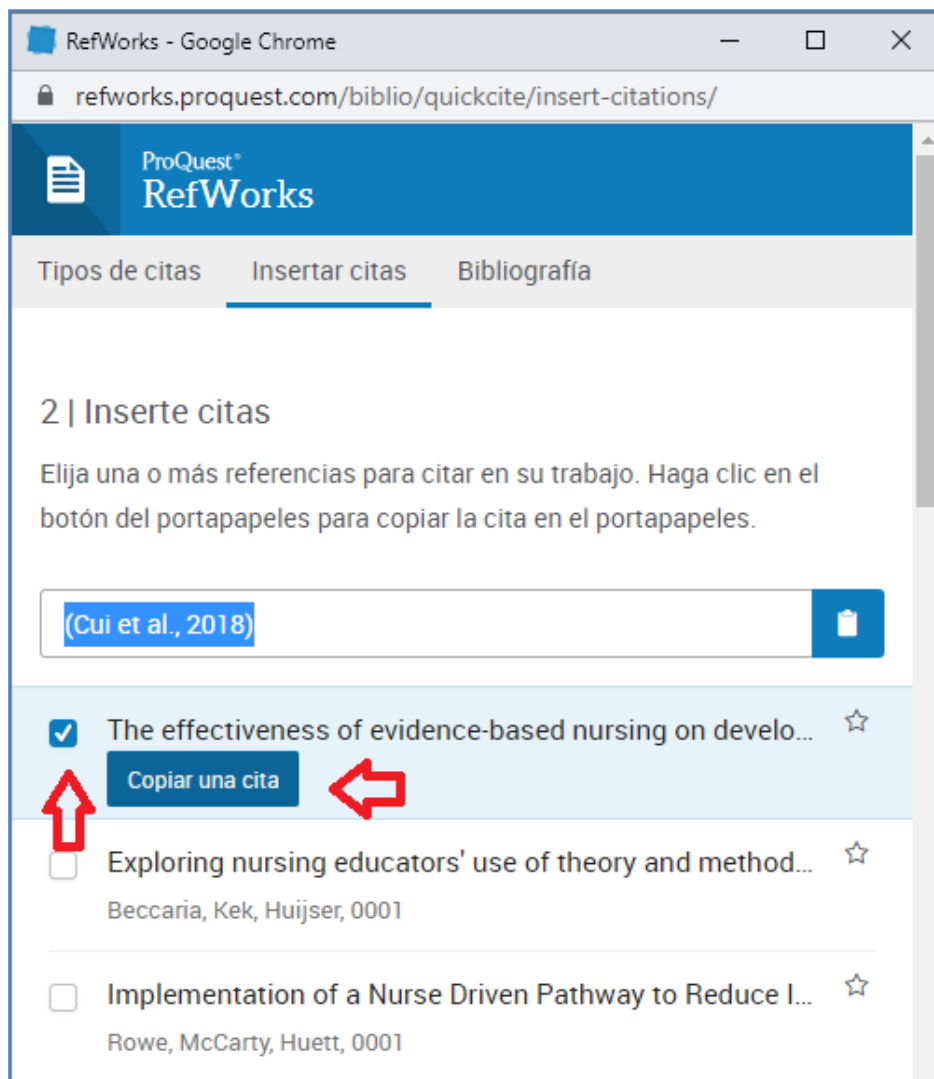 RefWorks - Google Chrome
refworks.proquest.com/biblio/quickcite/insert-citations/
ProQuest®
RefWorks
Tipos de citas Insertar citas Bibliografía
2 | Inserte citas
Elija una o más referencias para citar en su trabajo. Haga clic en el
botón del portapapeles para copiar la cita en el portapapeles.
(Cui et al., 2018)
The effectiveness of evidence-based nursing on develo...
Copiar una cita
Exploring nursing educators' use of theory and method...
Beccaria, Kek, Huijser, 0001
Implementation of a Nurse Driven Pathway to Reduce I...
Rowe, McCarty, Huett, 0001